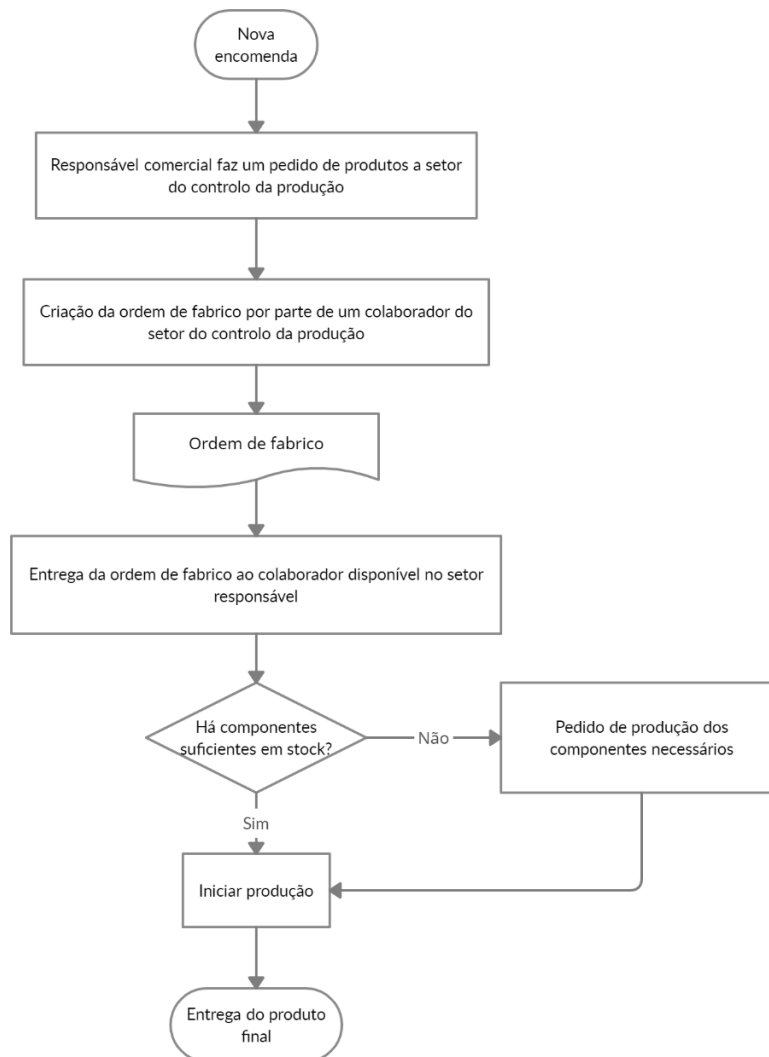 Nova
encomenda
Responsável comercial faz um pedido de produtos a setor
do controlo da produção
Criação da ordem de fabrico por parte de um colaborador do
setor do controlo da produção
Ordem de fabrico
Entrega da ordem de fabrico ao colaborador disponível no setor
responsável
Há componentes
suficientes em stock?
Não
Pedido de produção dos
componentes necessários
Sim
Iniciar produção
Entrega do produto
final